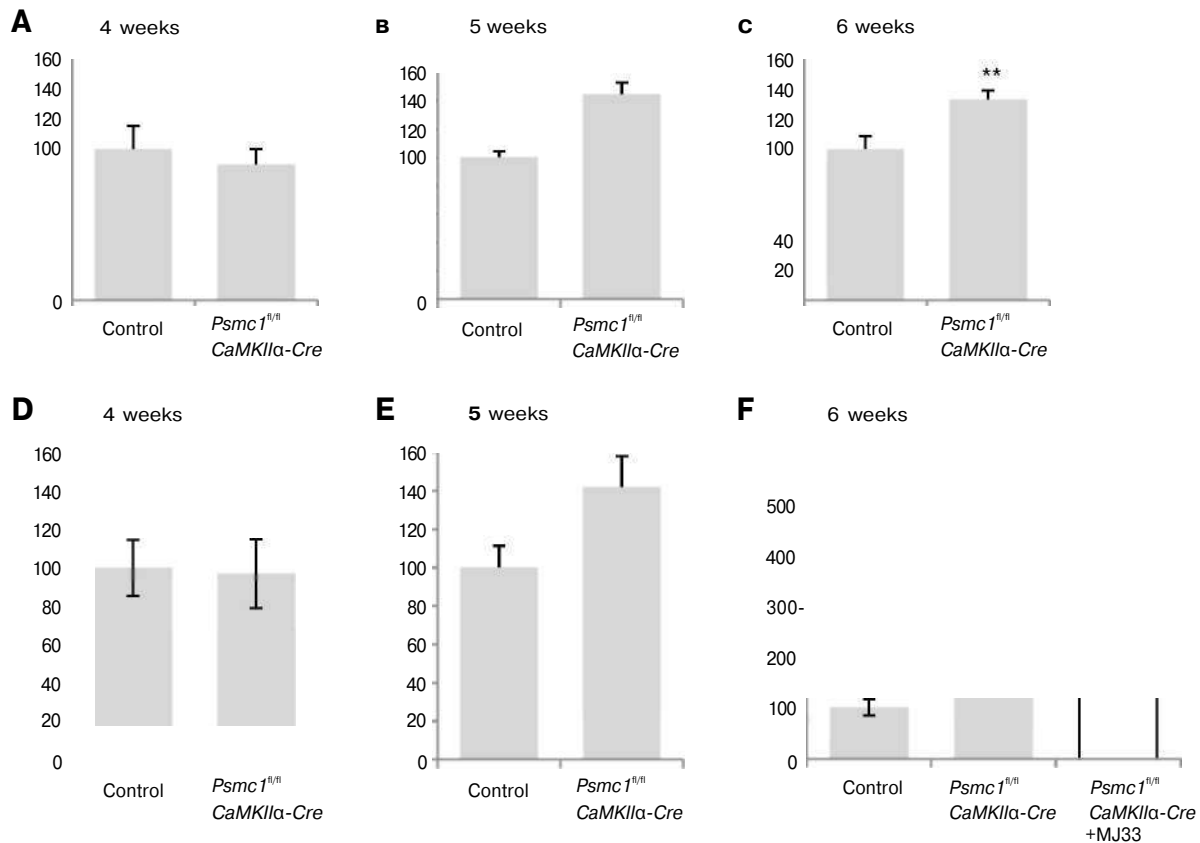 A 4 weeks
160
140
120
100
0
Control
Psmc1fl/fl
CaMKIIα-Cre
B 5 weeks
160
140
120
100
0
Control
Psmc1fl/fl
CaMKIIα-Cre
C 6 weeks
160
140
120
100
40
20
**
Control
Psmc1fl/fl
CaMKIIα-Cre
D 4 weeks
160
140
120
100
80
60
40
20
0
Control
Psmc1fl/fl
CaMKIIα-Cre
E 5 weeks
160
140
120
100
80
60
40
20
0
Control
Psmc1fl/fl
CaMKIIα-Cre
F 6 weeks
500
400
300-
200
100
0
Control
Psmc1fl/fl
CaMKIIα-Cre
Psmc1fl/fl
CaMKIIα-Cre
+MJ33